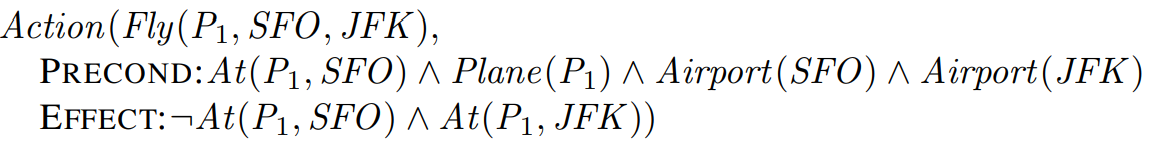 Action(Fly(P₁, SFO, JFK),
PRECOND:At(P₁, SFO) ∧ Plane(P₁) ∧ Airport(SFO) ∧ Airport(JFK)
EFFECT:¬At(P₁, SFO) ∧ At(P₁, JFK))